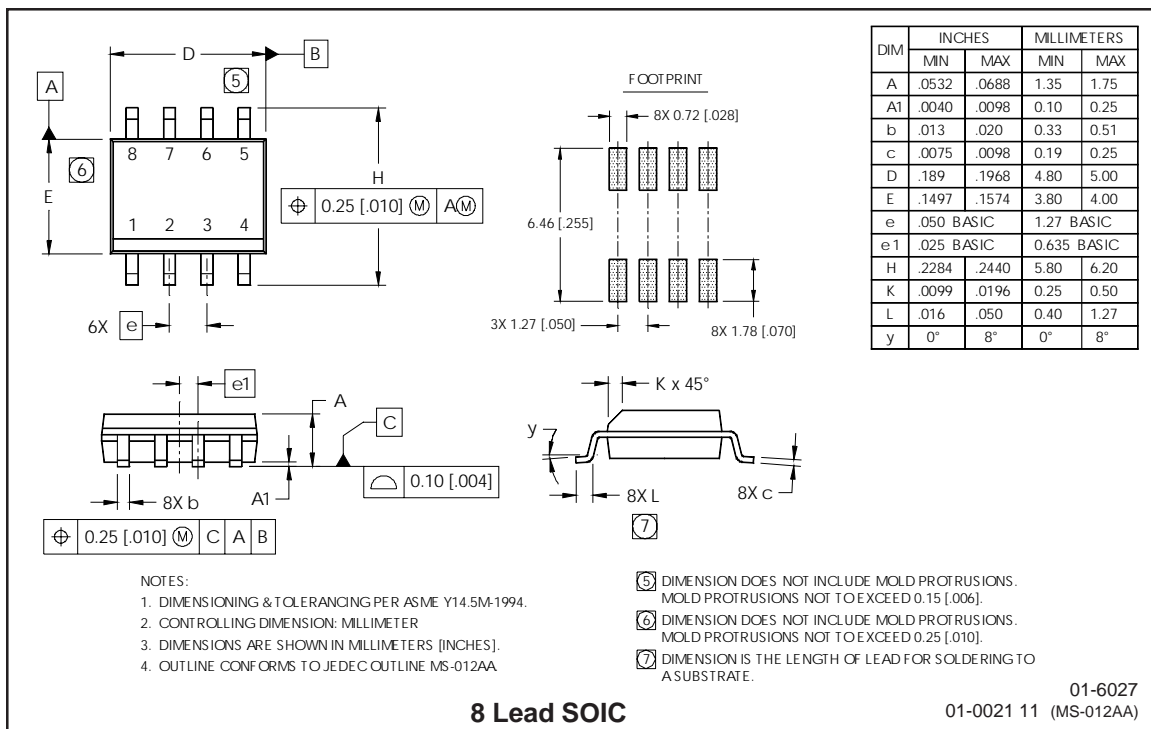 D
B
5
A
8 7 6 5
6
E
H
⌖ 0.25 [.010] Ⓜ AⓂ
1 2 3 4
6X e
FOOTPRINT
8X 0.72 [.028]
6.46 [.255]
3X 1.27 [.050]
8X 1.78 [.070]
DIM INCHES MILLIMETERS
MIN MAX MIN MAX
A .0532 .0688 1.35 1.75
A1 .0040 .0098 0.10 0.25
b .013 .020 0.33 0.51
c .0075 .0098 0.19 0.25
D .189 .1968 4.80 5.00
E .1497 .1574 3.80 4.00
e .050 BASIC 1.27 BASIC
e1 .025 BASIC 0.635 BASIC
H .2284 .2440 5.80 6.20
K .0099 .0196 0.25 0.50
L .016 .050 0.40 1.27
y 0° 8° 0° 8°
e1
A
C
0.10 [.004]
A1
8X b
⌖ 0.25 [.010] Ⓜ C A B
K x 45°
y
8X L
7
8X c
NOTES:
1. DIMENSIONING & TOLERANCING PER ASME Y14.5M-1994.
2. CONTROLLING DIMENSION: MILLIMETER
3. DIMENSIONS ARE SHOWN IN MILLIMETERS [INCHES].
4. OUTLINE CONFORMS TO JEDEC OUTLINE MS-012AA.
5 DIMENSION DOES NOT INCLUDE MOLD PROTRUSIONS.
MOLD PROTRUSIONS NOT TO EXCEED 0.15 [.006].
6 DIMENSION DOES NOT INCLUDE MOLD PROTRUSIONS.
MOLD PROTRUSIONS NOT TO EXCEED 0.25 [.010].
7 DIMENSION IS THE LENGTH OF LEAD FOR SOLDERING TO
A SUBSTRATE.
8 Lead SOIC
01-6027
01-0021 11 (MS-012AA)